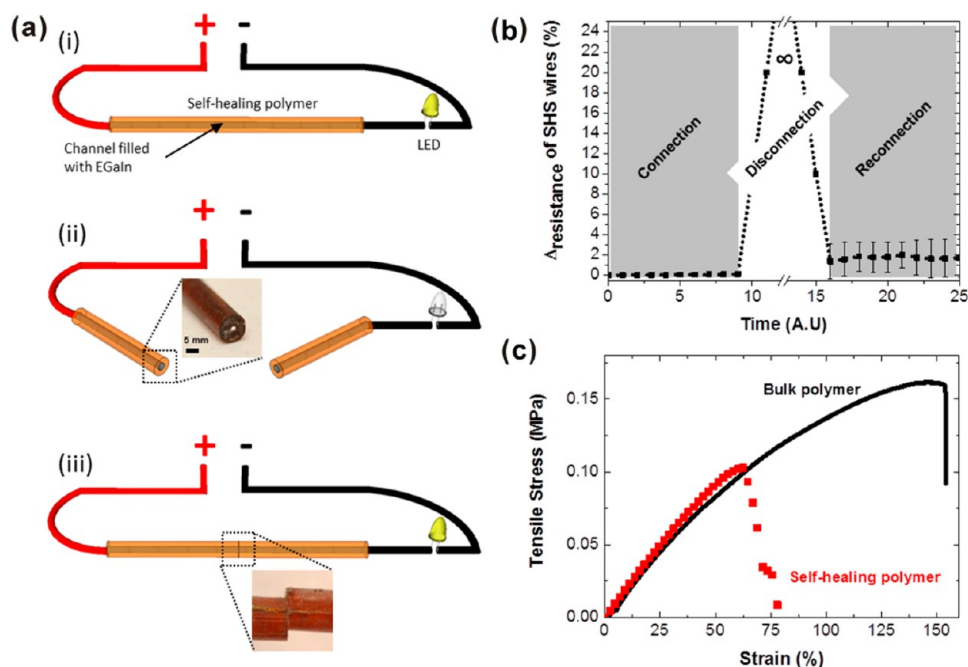 (a)
(i)
+ -
Self-healing polymer
Channel filled
with EGaIn
LED
(ii)
+ -
5 mm
(iii)
+ -
(b)
Δresistance of SHS wires (%)
24
22
20
18
16
14
12
10
8
6
4
2
0
∞
Connection
Disconnection
Reconnection
0 5 10 15 20 25
Time (A.U)
(c)
Tensile Stress (MPa)
0.15
0.10
0.05
0.00
Bulk polymer
Self-healing polymer
0 25 50 75 100 125 150
Strain (%)